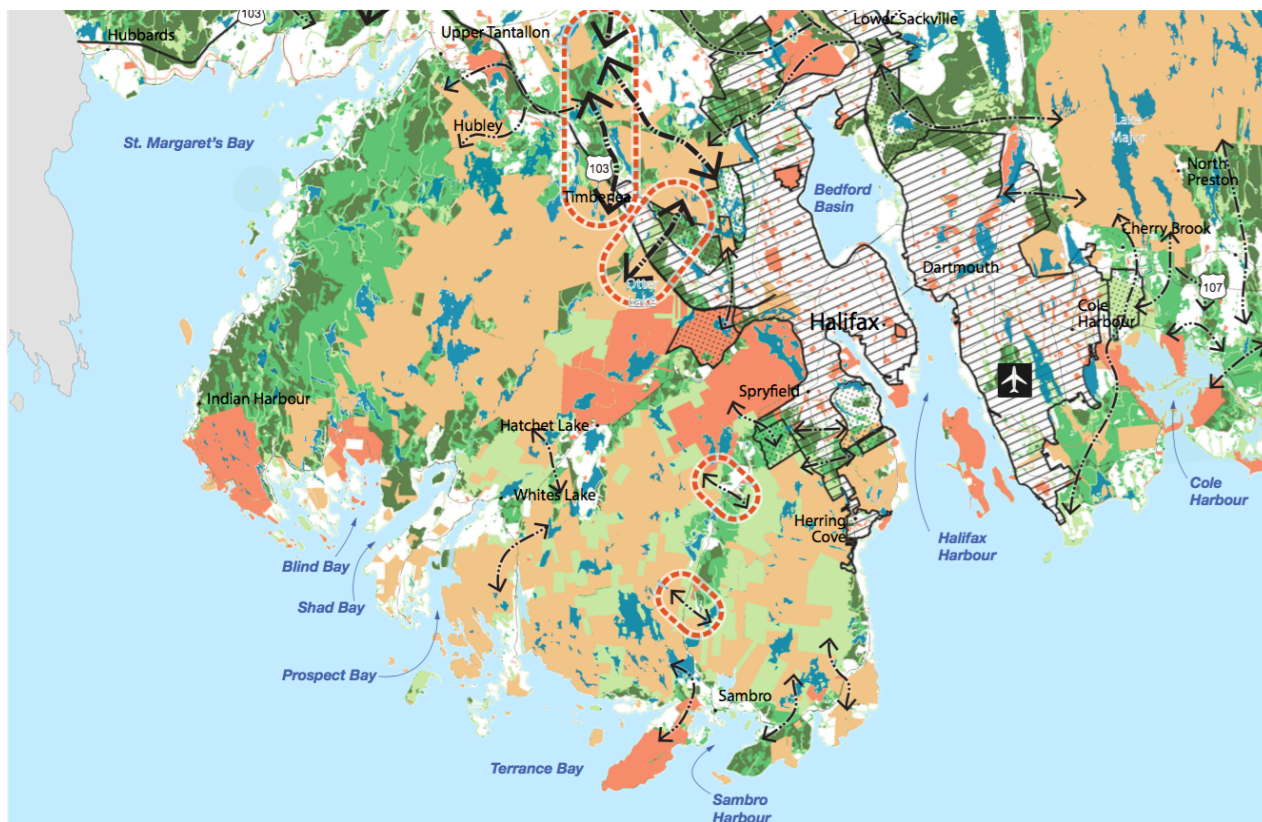 103
Hubbards
Upper Tantallon
Lower Sackville
St. Margaret's Bay
Hubley
Lake
Major
103
North
Preston
Timberlea
Bedford
Basin
Cherry Brook
Dartmouth
107
Otter
Lake
Cole
Harbour
Halifax
Spryfield
Indian Harbour
Hatchet Lake
Whites Lake
Cole
Harbour
Herring
Cove
Halifax
Harbour
Blind Bay
Shad Bay
Prospect Bay
Sambro
Terrance Bay
Sambro
Harbour